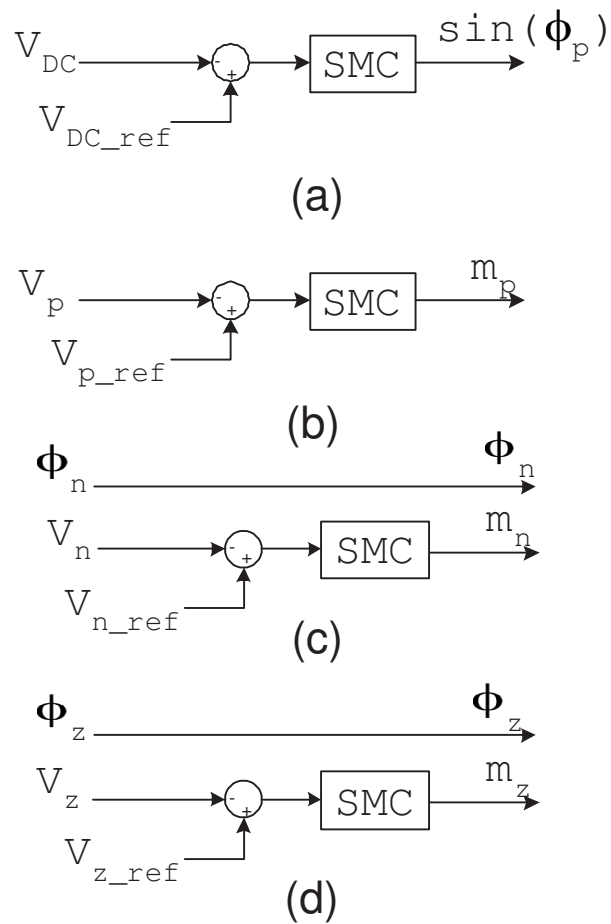 V_DC - + SMC sin(ϕ_p)
V_DC_ref
(a)
V_p - + SMC m_p
V_p_ref
(b)
ϕ_n ϕ_n
V_n - + SMC m_n
V_n_ref
(c)
ϕ_z ϕ_z
V_z - + SMC m_z
V_z_ref
(d)